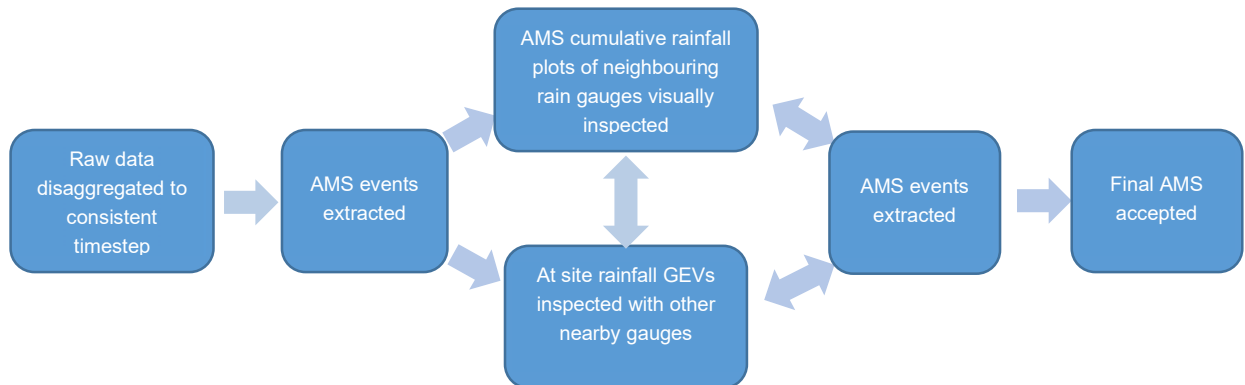 Raw data
disaggregated to
consistent
timestep
AMS events
extracted
AMS cumulative rainfall
plots of neighbouring
rain gauges visually
inspected
At site rainfall GEVs
inspected with other
nearby gauges
AMS events
extracted
Final AMS
accepted